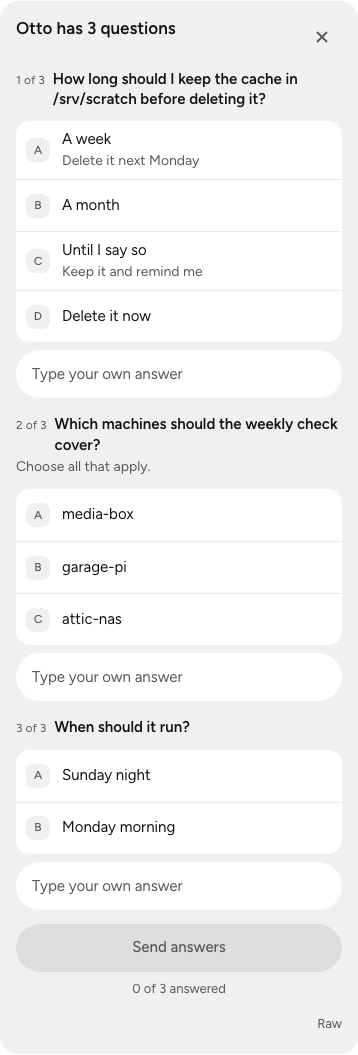 Otto has 3 questions
1 of 3 How long should I keep the cache in
/srv/scratch before deleting it?
A A week
Delete it next Monday
B A month
C Until I say so
Keep it and remind me
D Delete it now
Type your own answer
2 of 3 Which machines should the weekly check
cover?
Choose all that apply.
A media-box
B garage-pi
C attic-nas
Type your own answer
3 of 3 When should it run?
A Sunday night
B Monday morning
Type your own answer
Send answers
0 of 3 answered
Raw